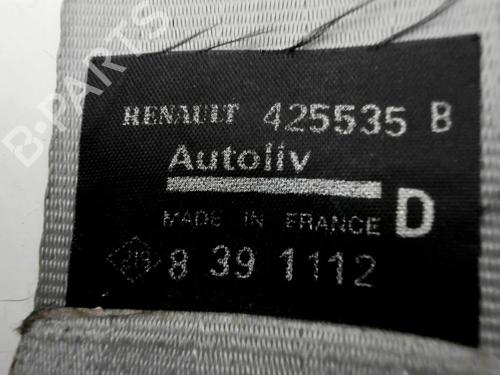 RENAULT 425535 B
Autoliv
MADE IN FRANCE D
8 39 1112
B-PARTS